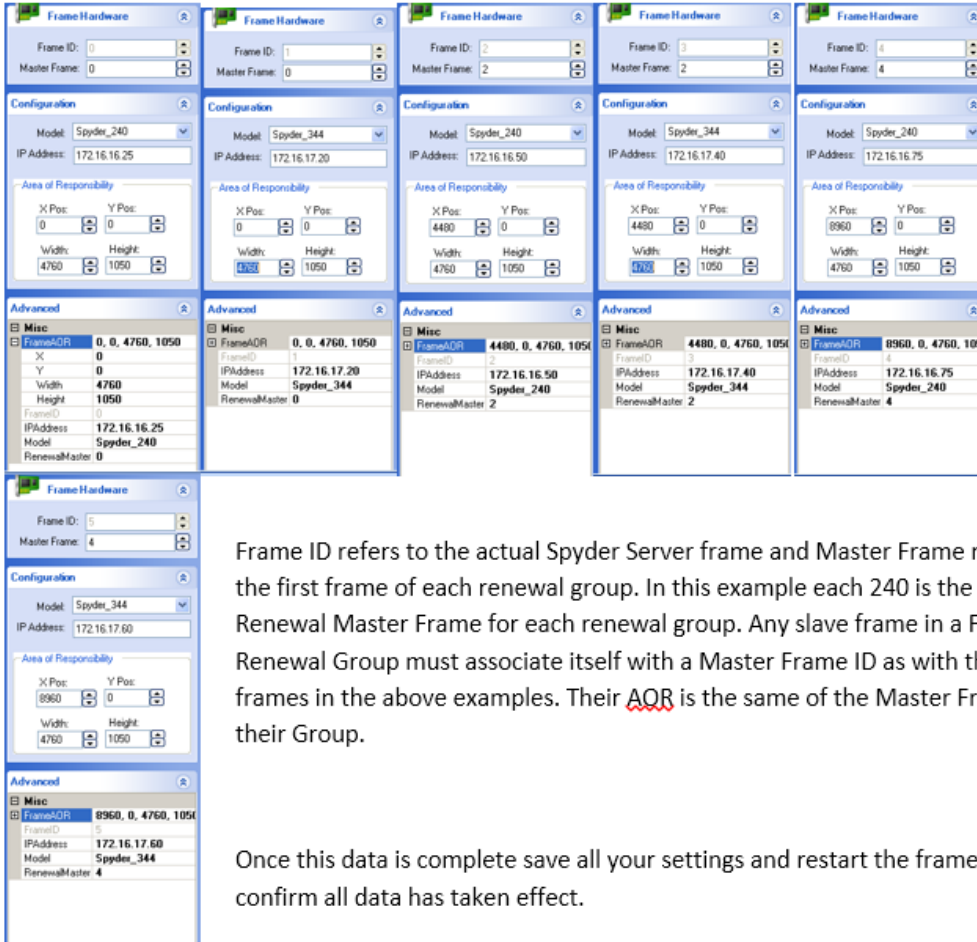 Frame Hardware
Frame ID: 0
Master Frame: 0
Configuration
Model: Spyder_240
IP Address: 172.16.16.25
Area of Responsibility
X Pos: Y Pos:
0 0
Width: Height:
4760 1050
Advanced
Misc
FrameAOR 0, 0, 4760, 1050
X 0
Y 0
Width 4760
Height 1050
FrameID 0
IPAddress 172.16.16.25
Model Spyder_240
RenewalMaster 0
Frame Hardware
Frame ID: 1
Master Frame: 0
Configuration
Model: Spyder_344
IP Address: 172.16.17.20
Area of Responsibility
X Pos: Y Pos:
0 0
Width: Height:
4760 1050
Advanced
Misc
FrameAOR 0, 0, 4760, 1050
FrameID 1
IPAddress 172.16.17.20
Model Spyder_344
RenewalMaster 0
Frame Hardware
Frame ID: 2
Master Frame: 2
Configuration
Model: Spyder_240
IP Address: 172.16.16.50
Area of Responsibility
X Pos: Y Pos:
4480 0
Width: Height:
4760 1050
Advanced
Misc
FrameAOR 4480, 0, 4760, 105
FrameID 2
IPAddress 172.16.16.50
Model Spyder_240
RenewalMaster 2
Frame Hardware
Frame ID: 3
Master Frame: 2
Configuration
Model: Spyder_344
IP Address: 172.16.17.40
Area of Responsibility
X Pos: Y Pos:
4480 0
Width: Height:
4760 1050
Advanced
Misc
FrameAOR 4480, 0, 4760, 105
FrameID 3
IPAddress 172.16.17.40
Model Spyder_344
RenewalMaster 2
Frame Hardware
Frame ID: 4
Master Frame: 4
Configuration
Model: Spyder_240
IP Address: 172.16.16.75
Area of Responsibility
X Pos: Y Pos:
8960 0
Width: Height:
4760 1050
Advanced
Misc
FrameAOR 8960, 0, 4760, 10
FrameID 4
IPAddress 172.16.16.75
Model Spyder_240
RenewalMaster 4
Frame Hardware
Frame ID: 5
Master Frame: 4
Configuration
Model: Spyder_344
IP Address: 172.16.17.60
Area of Responsibility
X Pos: Y Pos:
8960 0
Width: Height:
4760 1050
Advanced
Misc
FrameAOR 8960, 0, 4760, 105
FrameID 5
IPAddress 172.16.17.60
Model Spyder_344
RenewalMaster 4
Frame ID refers to the actual Spyder Server frame and Master Frame
the first frame of each renewal group. In this example each 240 is the
Renewal Master Frame for each renewal group. Any slave frame in a
Renewal Group must associate itself with a Master Frame ID as with
frames in the above examples. Their AOR is the same of the Master
their Group.
Once this data is complete save all your settings and restart the frame
confirm all data has taken effect.